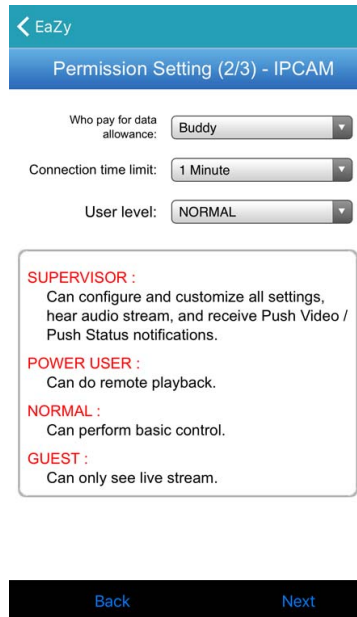 EaZy
Permission Setting (2/3) - IPCAM
Who pay for data
allowance:
Buddy
Connection time limit:
1 Minute
User level:
NORMAL
SUPERVISOR :
Can configure and customize all settings,
hear audio stream, and receive Push Video /
Push Status notifications.
POWER USER :
Can do remote playback.
NORMAL :
Can perform basic control.
GUEST :
Can only see live stream.
Back
Next